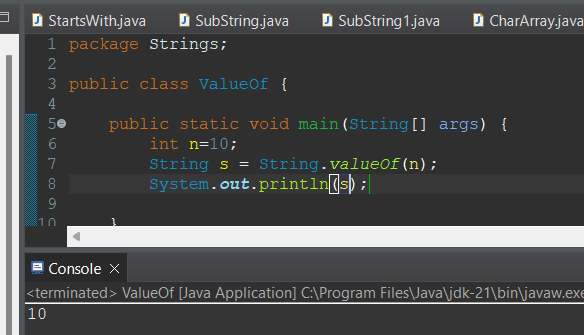 StartsWith.java SubString.java SubString1.java CharArray.java
1 package Strings;
2
3 public class ValueOf {
4
5 public static void main(String[] args) {
6 int n=10;
7 String s = String.valueOf(n);
8 System.out.println(s);
9
10 }
Console
<terminated> ValueOf [Java Application] C:\Program Files\Java\jdk-21\bin\javaw.exe
10